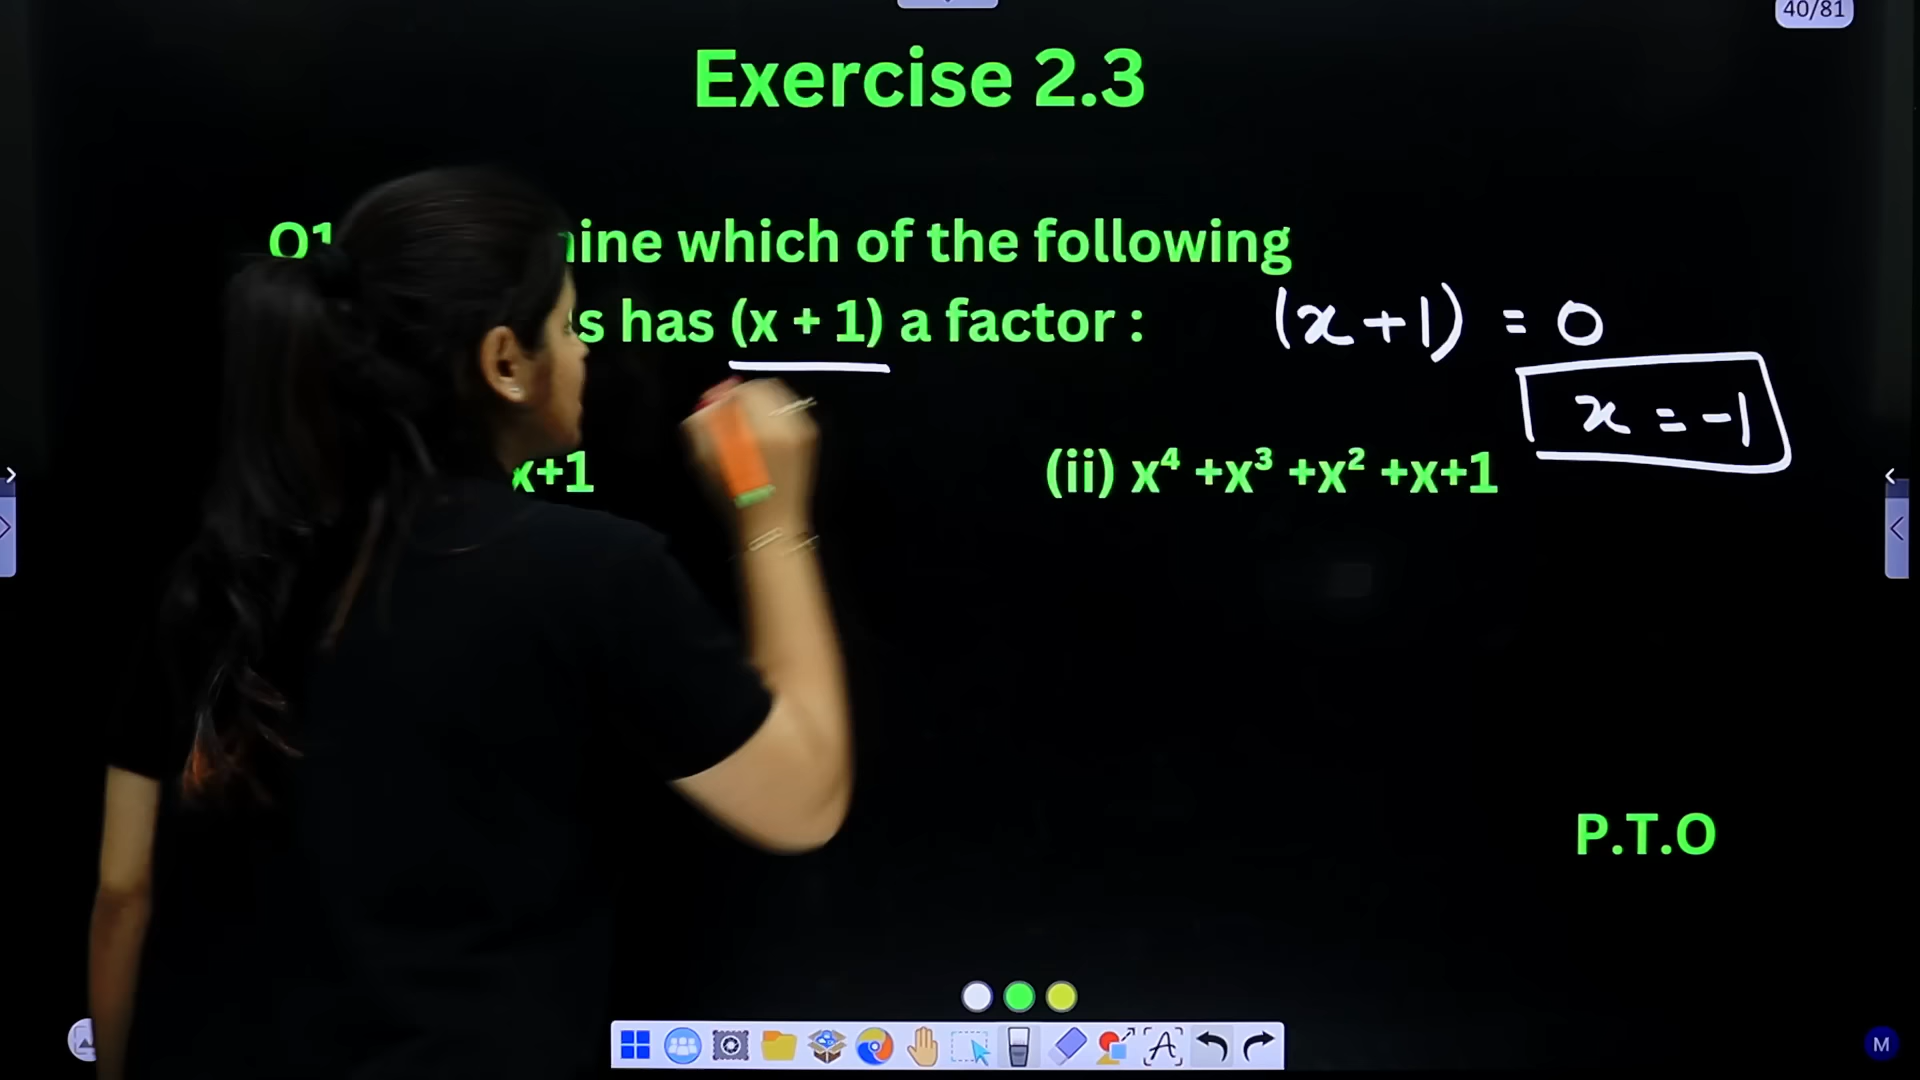 40/81
Exercise 2.3
Q1
which of the following
has (x + 1) a factor :
(x+1) = 0
x = -1
x+1
(ii) x⁴ +x³ +x² +x+1
P.T.O
M